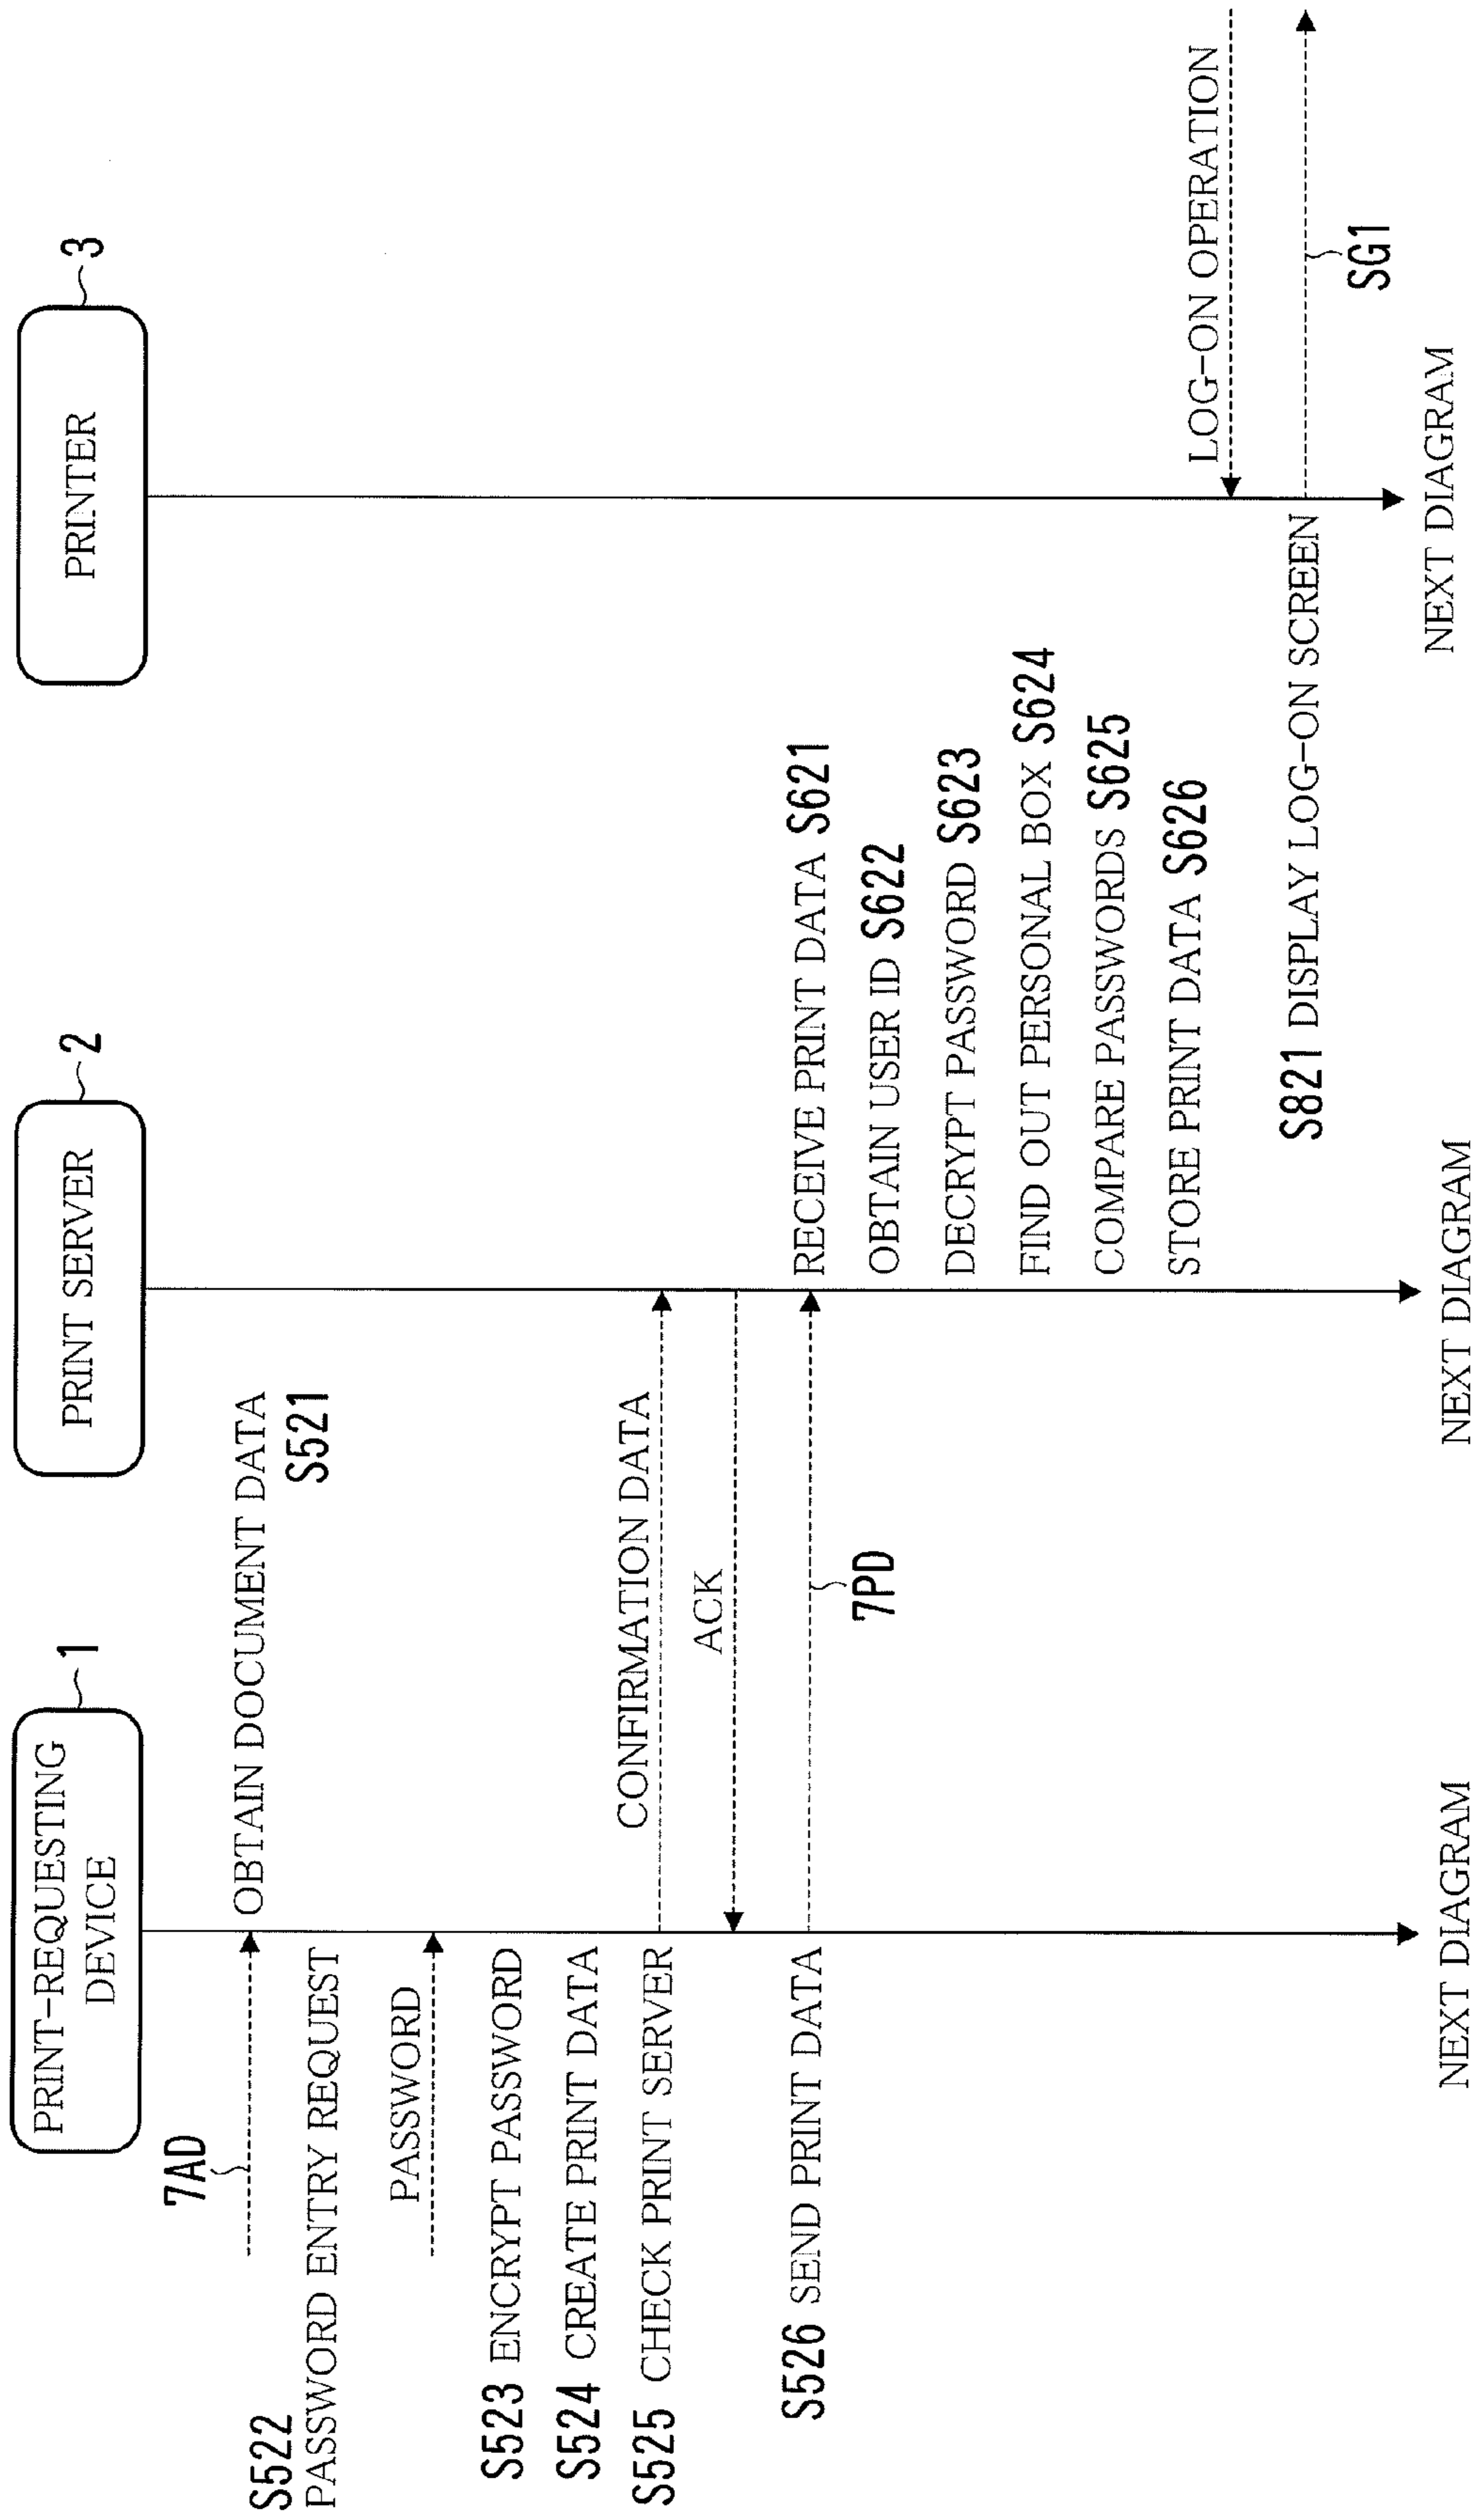 PRINT-REQUESTING
DEVICE
1
PRINT SERVER
2
PRINTER
3
7AD
OBTAIN DOCUMENT DATA
S521
S522
PASSWORD ENTRY REQUEST
PASSWORD
S523 ENCRYPT PASSWORD
S524 CREATE PRINT DATA
S525 CHECK PRINT SERVER
CONFIRMATION DATA
ACK
S526 SEND PRINT DATA
7PD
RECEIVE PRINT DATA S621
OBTAIN USER ID S622
DECRYPT PASSWORD S623
FIND OUT PERSONAL BOX S624
COMPARE PASSWORDS S625
STORE PRINT DATA S626
LOG-ON OPERATION
S821 DISPLAY LOG-ON SCREEN
SG1
NEXT DIAGRAM
NEXT DIAGRAM
NEXT DIAGRAM